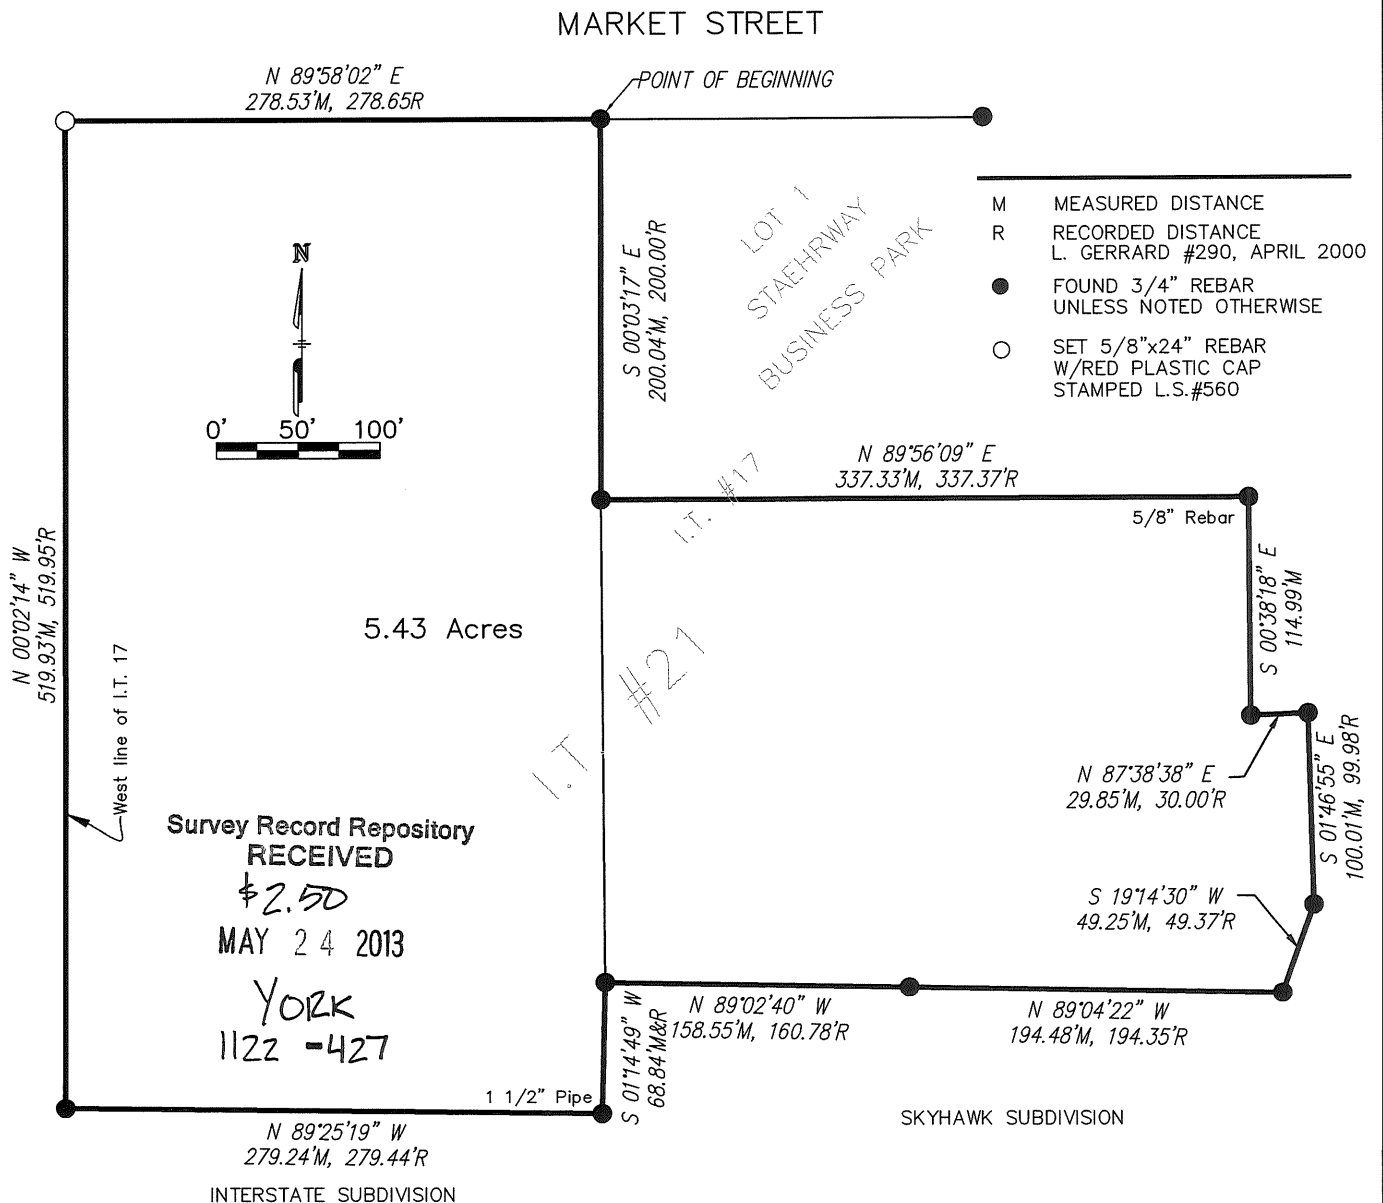 MARKET STREET
N 89°58'02" E
278.53'M, 278.65R
POINT OF BEGINNING
M MEASURED DISTANCE
R RECORDED DISTANCE
L. GERRARD #290, APRIL 2000
FOUND 3/4" REBAR
UNLESS NOTED OTHERWISE
SET 5/8"x24" REBAR
W/RED PLASTIC CAP
STAMPED L.S.#560
LOT 1
STAEHRWAY
BUSINESS PARK
S 00°03'17" E
200.04'M, 200.00'R
N
0' 50' 100'
I.T. #17
N 89°56'09" E
337.33'M, 337.37'R
5/8" Rebar
N 00°02'14" W
519.93'M, 519.95'R
S 00°38'18" E
114.99'M
5.43 Acres
I.T. #21
West line of I.T. 17
N 87°38'38" E
29.85'M, 30.00'R
S 01°46'55" E
100.01'M, 99.98'R
Survey Record Repository
RECEIVED
$2.50
MAY 24 2013
YORK
1122 -427
S 19°14'30" W
49.25'M, 49.37'R
S 01°14'49" W
68.84'M&R
N 89°02'40" W
158.55'M, 160.78'R
N 89°04'22" W
194.48'M, 194.35'R
1 1/2" Pipe
N 89°25'19" W
279.24'M, 279.44'R
SKYHAWK SUBDIVISION
INTERSTATE SUBDIVISION